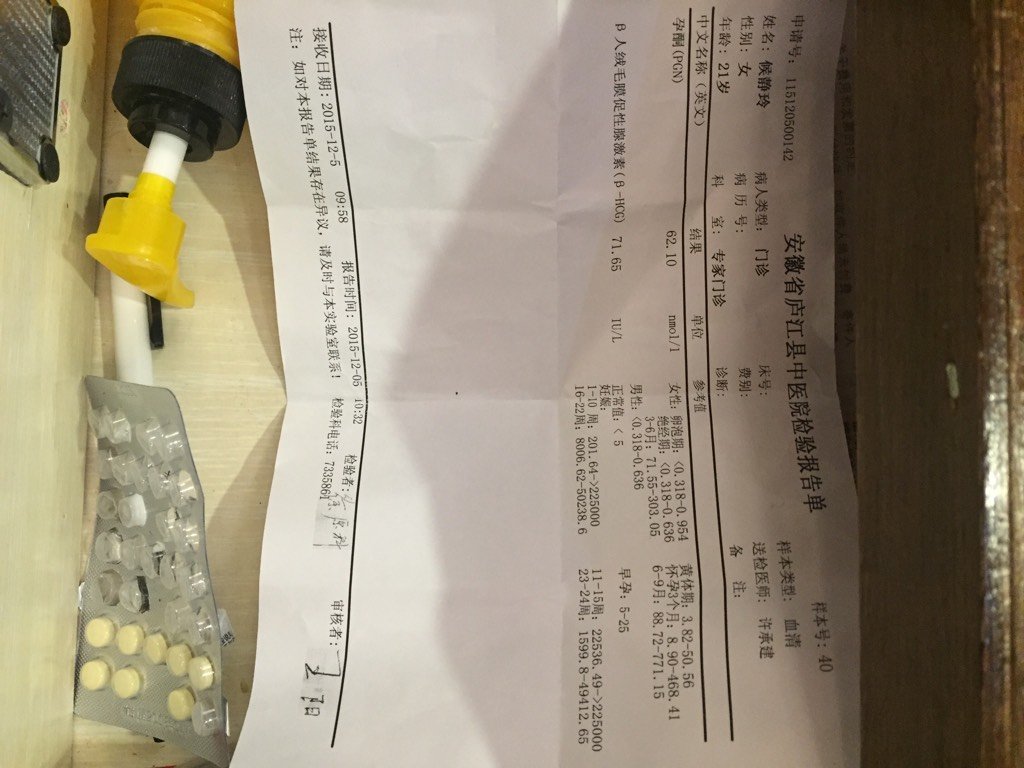 安徽省庐江县中医院检验报告单
样本号: 40
申请号: 1151205000142
病人类型: 门诊
床号:
样本类型: 血清
姓名: 候静玲
病 历 号:
费别:
送检医师: 许承建
性别: 女
科 室: 专家门诊
诊断:
备 注:
年龄: 21岁
中文名称(英文) 结果 单位 参考值
孕酮(PGN) 62.10 nmol/l 女性: 卵泡期: <0.318-0.954 黄体期: 3.82-50.56
绝经期: <0.318-0.636 怀孕3个月: 8.90-468.41
3-6月: 71.55-303.05 6-9月: 88.72-771.15
男性: <0.318-0.636
β人绒毛膜促性腺激素(β-HCG) 71.65 IU/L 正常值: < 5 早孕: 5-25
妊娠:
1-10 周: 201.64->225000 11-15周: 22536.49->225000
16-22周: 8006.62-50238.6 23-24周: 1599.8-49412.65
接收日期: 2015-12-5 09:58 报告时间: 2015-12-05 10:32 检验者: 审核者:
注: 如对本报告单结果存在异议, 请及时与本实验室联系! 检验科电话: 733586